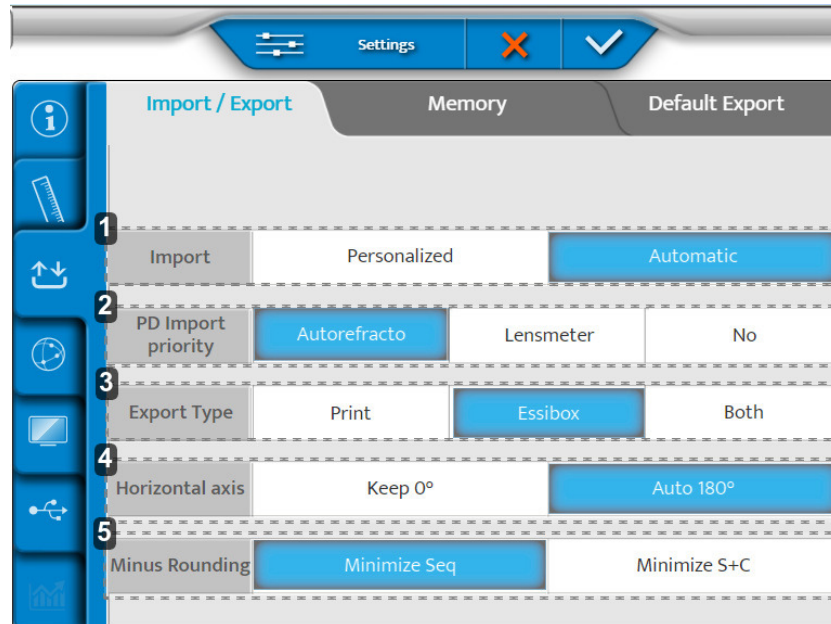 Settings
Import / Export Memory Default Export
1
Import Personalized Automatic
2
PD Import
priority Autorefracto Lensmeter No
3
Export Type Print Essibox Both
4
Horizontal axis Keep 0° Auto 180°
5
Minus Rounding Minimize Seq Minimize S+C